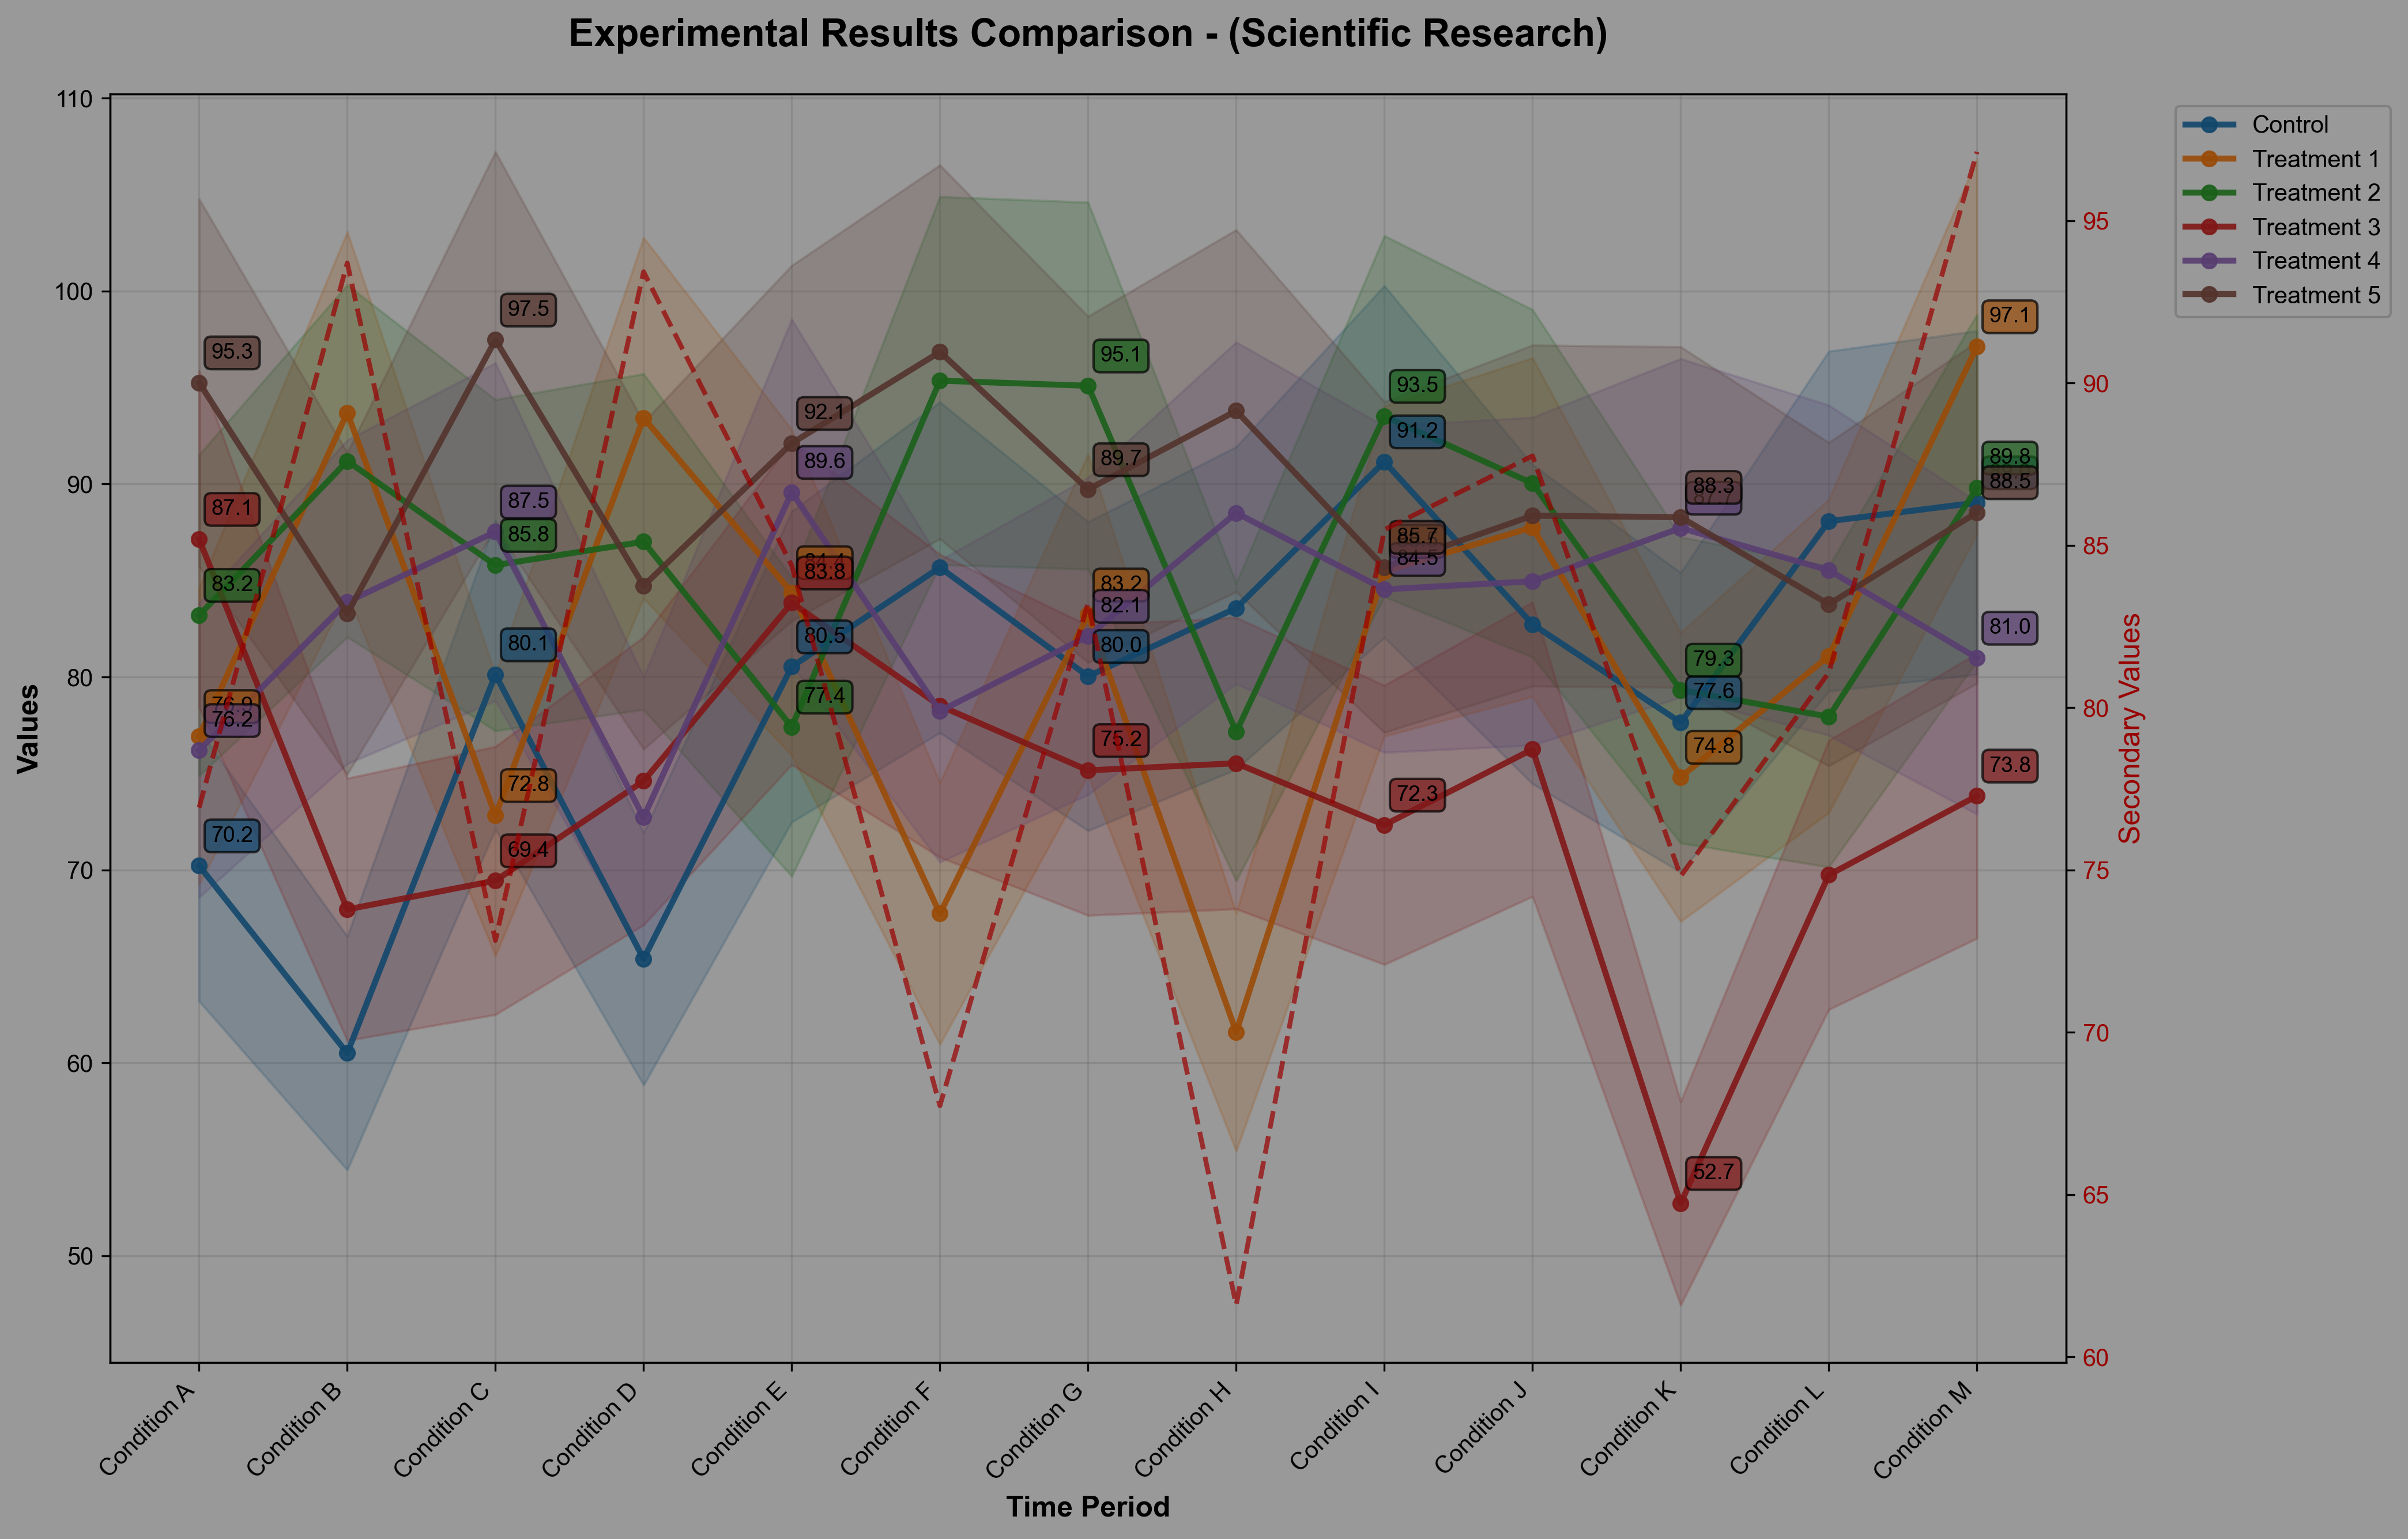 Experimental Results Comparison - (Scientific Research)
110
100
90
80
70
60
50
Values
95
90
85
80
75
70
65
60
Secondary Values
Control
Treatment 1
Treatment 2
Treatment 3
Treatment 4
Treatment 5
95.3
87.1
83.2
76.9
76.2
70.2
97.5
87.5
85.8
80.1
72.8
69.4
92.1
89.6
84.4
83.8
80.5
77.4
95.1
89.7
83.2
82.1
80.0
75.2
93.5
91.2
85.7
84.5
72.3
88.3
87.7
79.3
77.6
74.8
52.7
97.1
89.8
88.5
81.0
73.8
Condition A
Condition B
Condition C
Condition D
Condition E
Condition F
Condition G
Condition H
Condition I
Condition J
Condition K
Condition L
Condition M
Time Period